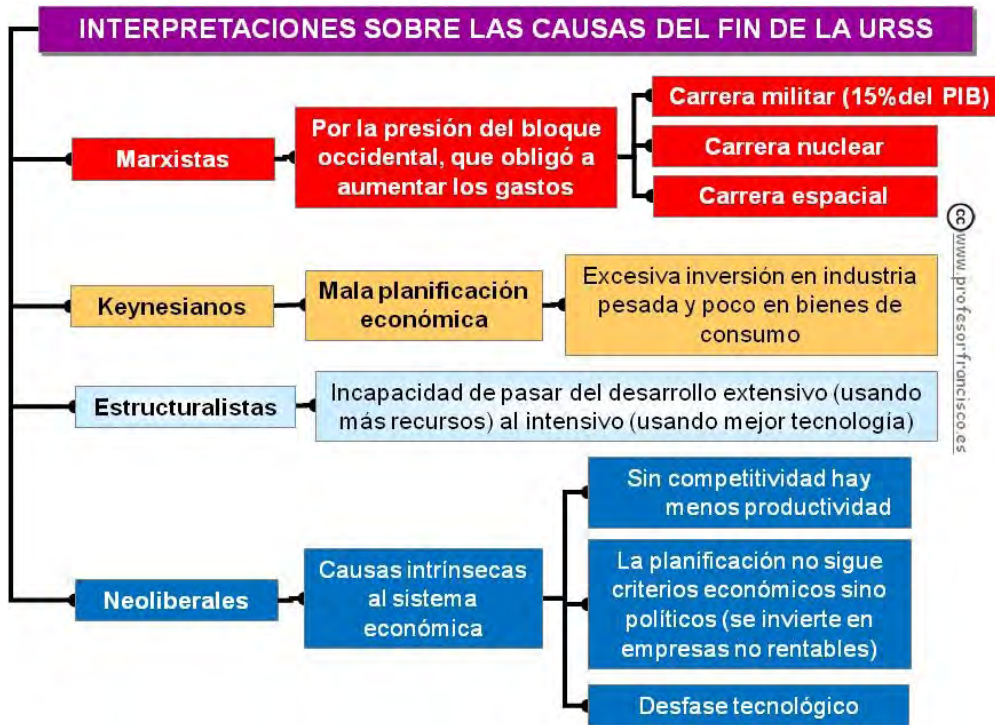 INTERPRETACIONES SOBRE LAS CAUSAS DEL FIN DE LA URSS
Marxistas
Por la presión del bloque
occidental, que obligó a
aumentar los gastos
Carrera militar (15%del PIB)
Carrera nuclear
Carrera espacial
Keynesianos
Mala planificación
económica
Excesiva inversión en industria
pesada y poco en bienes de
consumo
Estructuralistas
Incapacidad de pasar del desarrollo extensivo (usando
más recursos) al intensivo (usando mejor tecnología)
Neoliberales
Causas intrínsecas
al sistema
económica
Sin competitividad hay
menos productividad
La planificación no sigue
criterios económicos sino
políticos (se invierte en
empresas no rentables)
Desfase tecnológico
cc www.profesorfrancisco.es